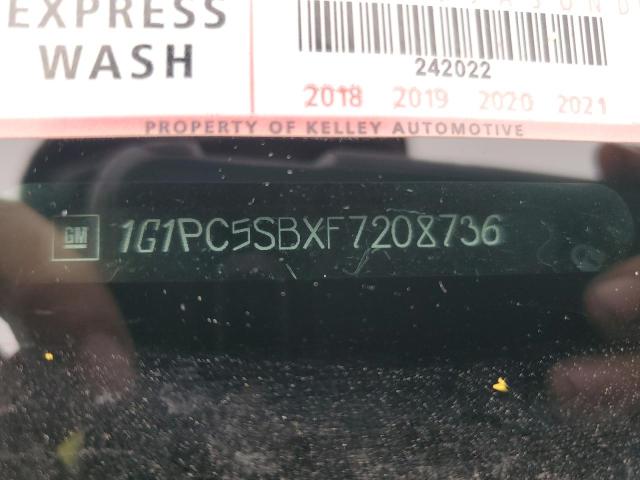 EXPRESS
WASH
242022
2018 2019 2020 2021
PROPERTY OF KELLEY AUTOMOTIVE
GM 1G1PC5SBXF7208736